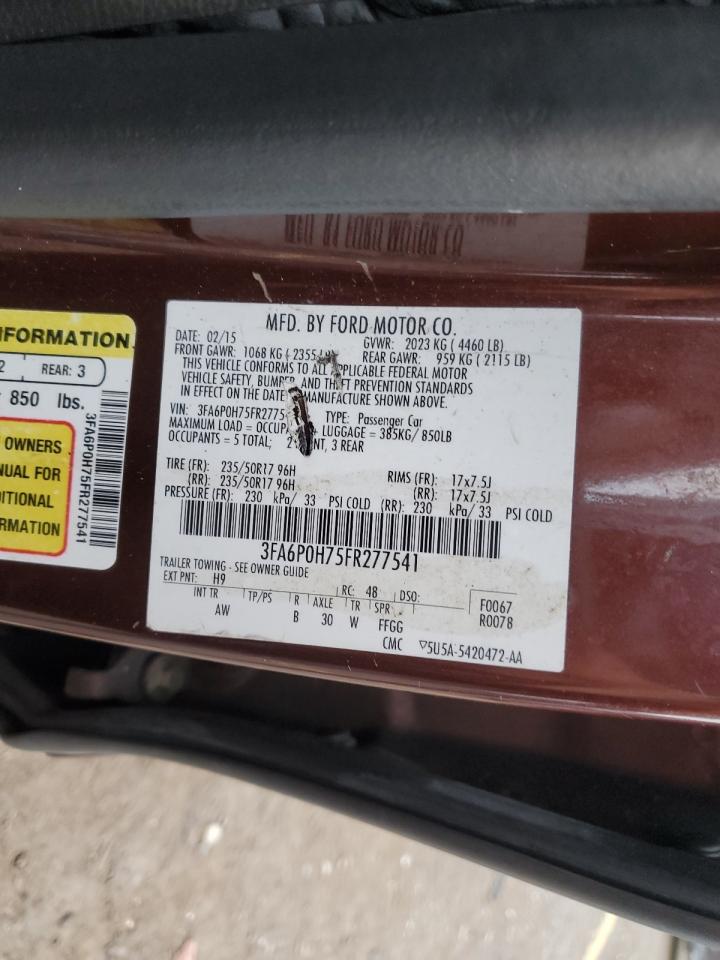 MFD. BY FORD MOTOR CO.
DATE: 02/15 GVWR: 2023 KG ( 4460 LB)
FRONT GAWR: 1068 KG ( 2355 REAR GAWR: 959 KG ( 2115 LB)
THIS VEHICLE CONFORMS TO ALL APPLICABLE FEDERAL MOTOR
VEHICLE SAFETY, AND THEFT PREVENTION STANDARDS
IN EFFECT ON THE DATE MANUFACTURE SHOWN ABOVE.
VIN: 3FA6P0H75FR2775 TYPE: Passenger Car
MAXIMUM LOAD = LUGGAGE = 385KG/ 850LB
OCCUPANTS = 5 TOTAL; 2 3 REAR
TIRE (FR): 235/50R17 96H RIMS (FR): 17x7.5J
(RR): 235/50R17 96H (RR): 17x7.5J
PRESSURE (FR): 230 kPa/ 33 PSI COLD (RR): 230 kPa/ 33 PSI COLD
3FA6P0H75FR277541
TRAILER TOWING - SEE OWNER GUIDE
EXT PNT: H9 RC: 48 DSO: F0067
INT TR TP/PS R AXLE TR SPR R0078
AW B 30 W FFGG
CMC 5U5A-5420472-AA
INFORMATION
2 REAR: 3
850 lbs.
OWNERS
FOR
3FA6P0H75FR277541